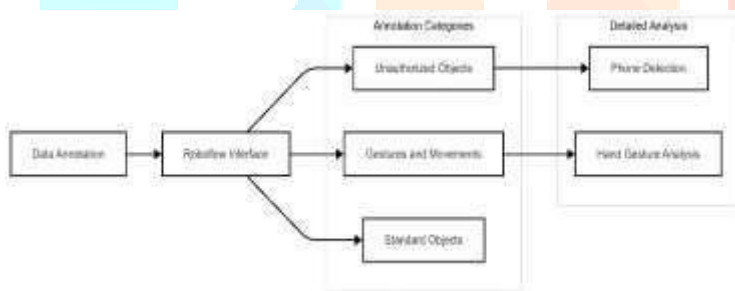 Annotation Categories
Detailed Analysis
Unauthorized Objects
Phone Detection
Data Annotation
Roboflow Interface
Gestures and Movements
Hand Gesture Analysis
Standard Objects